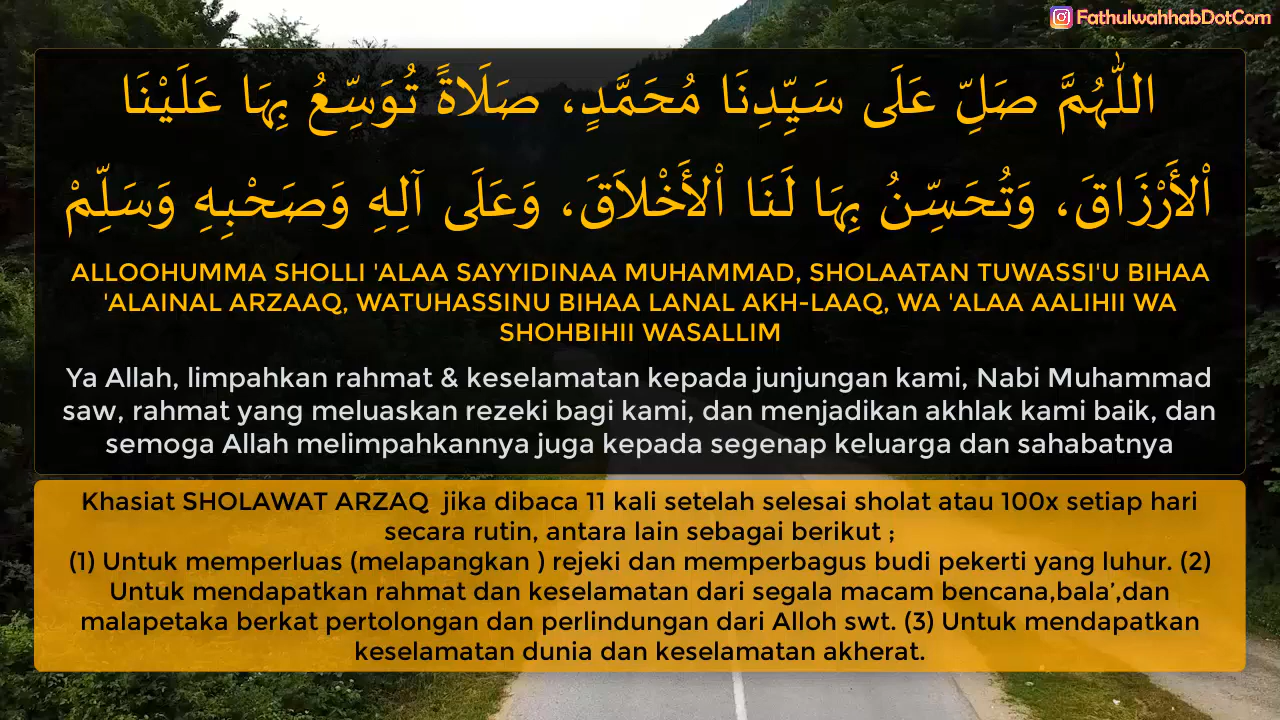 FathulwahhabDotCom
اللّٰهُمَّ صَلِّ عَلَى سَيِّدِنَا مُحَمَّدٍ، صَلَاةً تُوَسِّعُ بِهَا عَلَيْنَا
اْلأَرْزَاقَ، وَتُحَسِّنُ بِهَا لَنَا اْلأَخْلاَقَ، وَعَلَى آلِهِ وَصَحْبِهِ وَسَلِّمْ
ALLOOHUMMA SHOLLI 'ALAA SAYYIDINAA MUHAMMAD, SHOLAATAN TUWASSI'U BIHAA
'ALAINAL ARZAAQ, WATUHASSINU BIHAA LANAL AKH-LAAQ, WA 'ALAA AALIHII WA
SHOHBIHII WASALLIM
Ya Allah, limpahkan rahmat & keselamatan kepada junjungan kami, Nabi Muhammad
saw, rahmat yang meluaskan rezeki bagi kami, dan menjadikan akhlak kami baik, dan
semoga Allah melimpahkannya juga kepada segenap keluarga dan sahabatnya
Khasiat SHOLAWAT ARZAQ  jika dibaca 11 kali setelah selesai sholat atau 100x setiap hari
secara rutin, antara lain sebagai berikut ;
(1) Untuk memperluas (melapangkan ) rejeki dan memperbagus budi pekerti yang luhur. (2)
Untuk mendapatkan rahmat dan keselamatan dari segala macam bencana,bala’,dan
malapetaka berkat pertolongan dan perlindungan dari Alloh swt. (3) Untuk mendapatkan
keselamatan dunia dan keselamatan akherat.